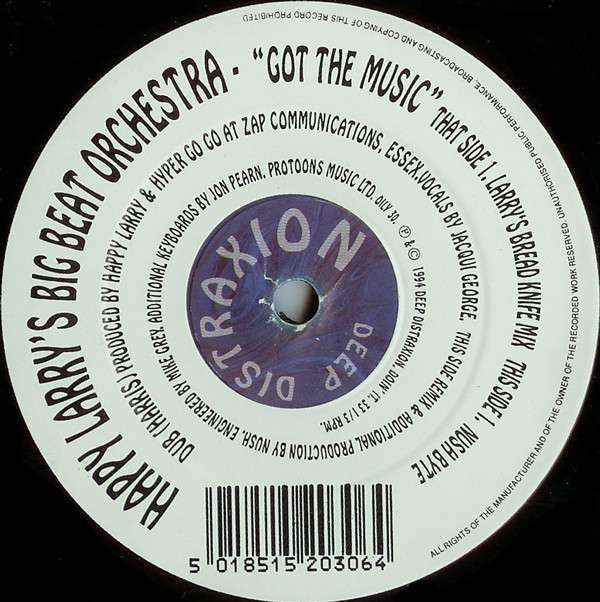 HAPPY LARRY'S BIG BEAT ORCHESTRA - "GOT THE MUSIC" THAT SIDE 1. LARRY'S BREAD KNIFE MIX THIS SIDE 1. NUSH BYTE
DUB (HARRIS) PRODUCED BY HAPPY LARRY & HYPER GO GO AT ZAP COMMUNICATIONS, ESSEX. VOCALS BY JACQUI GEORGE. THIS SIDE REMIX & ADDITIONAL PRODUCTION BY NUSH. ENGINEERED BY MIKE GREY. ADDITIONAL KEYBOARDS BY JON PEARN. PROTOONS MUSIC LTD. OILY 30. ℗ & © 1994 DEEP DISTRAXION. DOIN' IT. 33 1/3 RPM.
DEEP DISTRAXION
ALL RIGHTS OF THE MANUFACTURER AND OF THE OWNER OF THE RECORDED WORK RESERVED. UNAUTHORISED PUBLIC PERFORMANCE, BROADCASTING AND COPYING OF THIS RECORD PROHIBITED
5 018515 203064